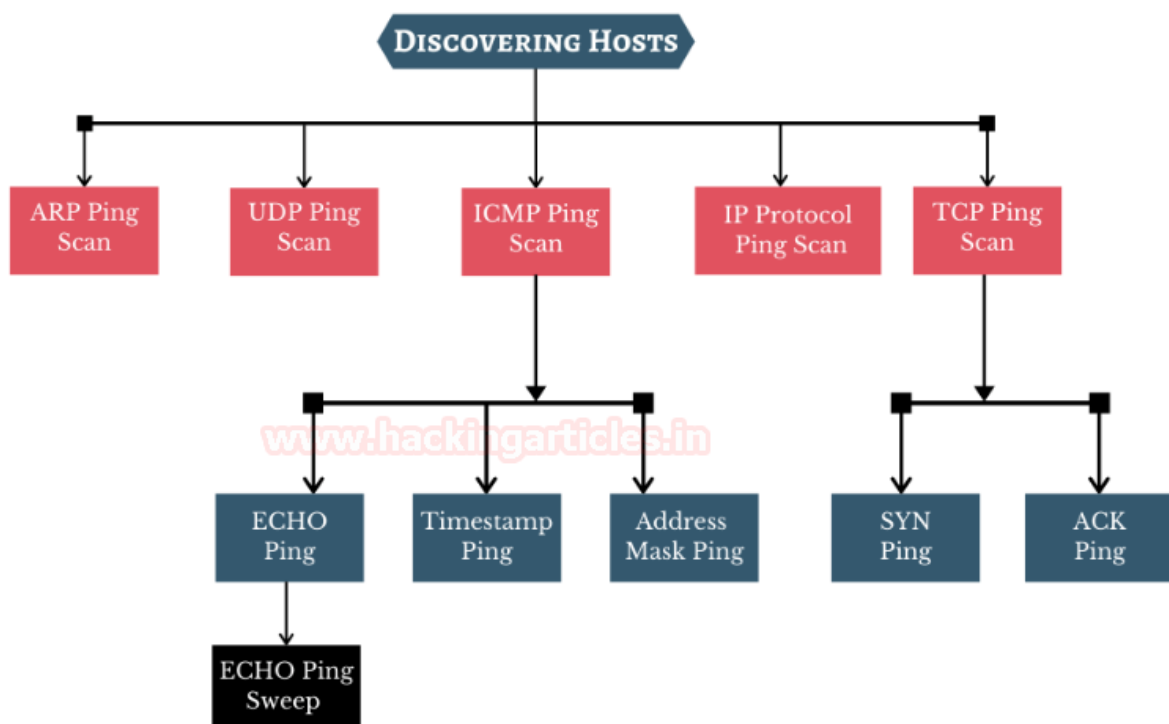 DISCOVERING HOSTS
ARP Ping
Scan
UDP Ping
Scan
ICMP Ping
Scan
IP Protocol
Ping Scan
TCP Ping
Scan
www.hackingarticles.in
ECHO
Ping
Timestamp
Ping
Address
Mask Ping
SYN
Ping
ACK
Ping
ECHO Ping
Sweep